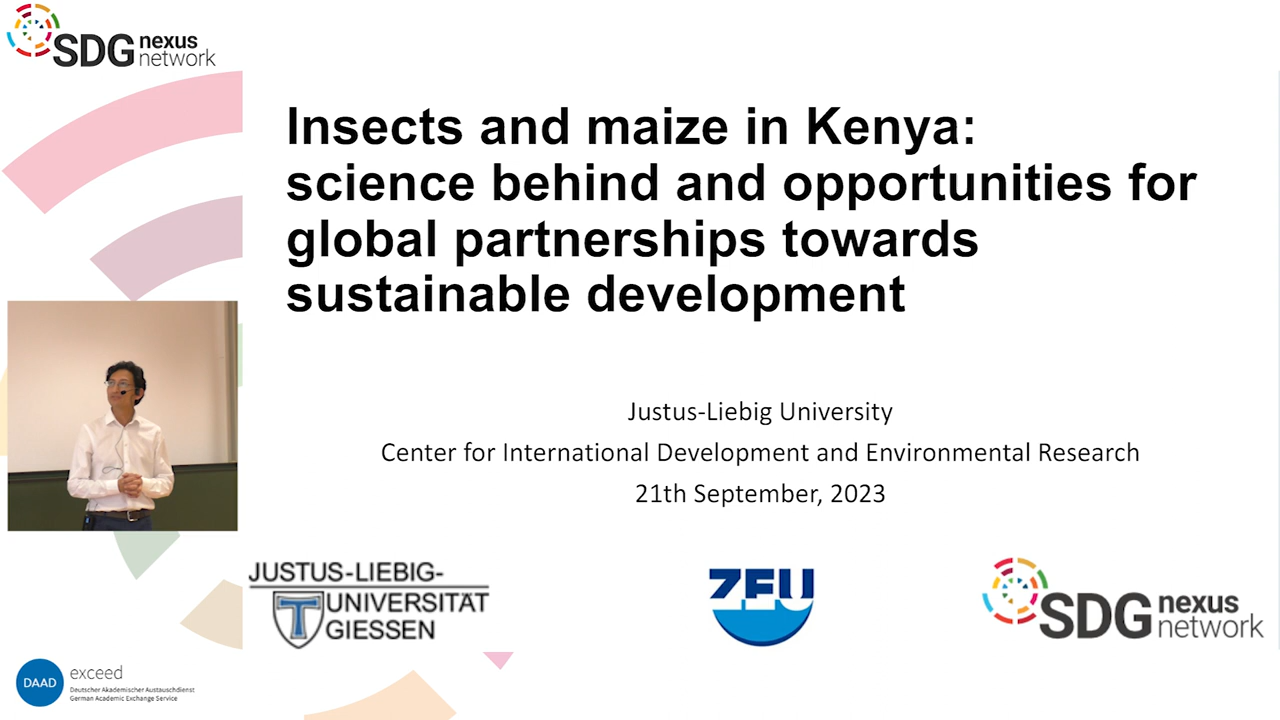 SDG nexus
network
Insects and maize in Kenya:
science behind and opportunities for
global partnerships towards
sustainable development
Justus-Liebig University
Center for International Development and Environmental Research
21th September, 2023
JUSTUS-LIEBIG-
UNIVERSITÄT
GIESSEN
ZEU
SDG nexus
network
DAAD
exceed
Deutscher Akademischer Austauschdienst
German Academic Exchange Service